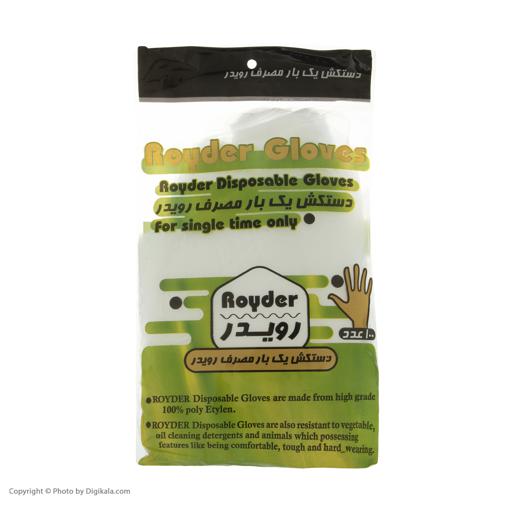 دستکش یک بار مصرف رویدر
Royder Gloves
Royder Disposable Gloves
دستکش یک بار مصرف رویدر
for single time only
Royder
رویدر
۱۰۰ عدد
دستکش یک بار مصرف رویدر
ROYDER Disposable Gloves are made from high grade
100% poly Etylen.
ROYDER Disposable Gloves are also resistant to vegetable,
oil cleaning detergents and animals which possessing
features like being comfortable, tough and hard_wearing.
Copyright © Photo by Digikala.com